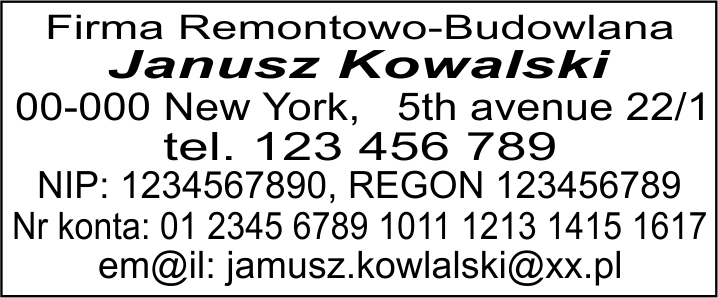 Firma Remontowo-Budowlana
Janusz Kowalski
00-000 New York, 5th avenue 22/1
tel. 123 456 789
NIP: 1234567890, REGON 123456789
Nr konta: 01 2345 6789 1011 1213 1415 1617
em@il: jamusz.kowlalski@xx.pl